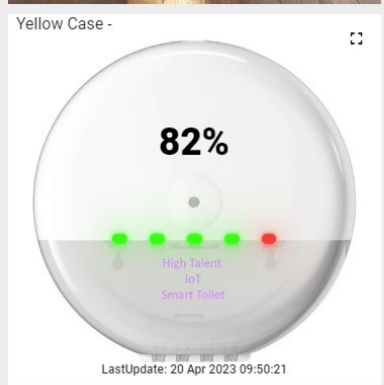 Yellow Case -
82%
High Talent
IoT
Smart Toilet
LastUpdate: 20 Apr 2023 09:50:21